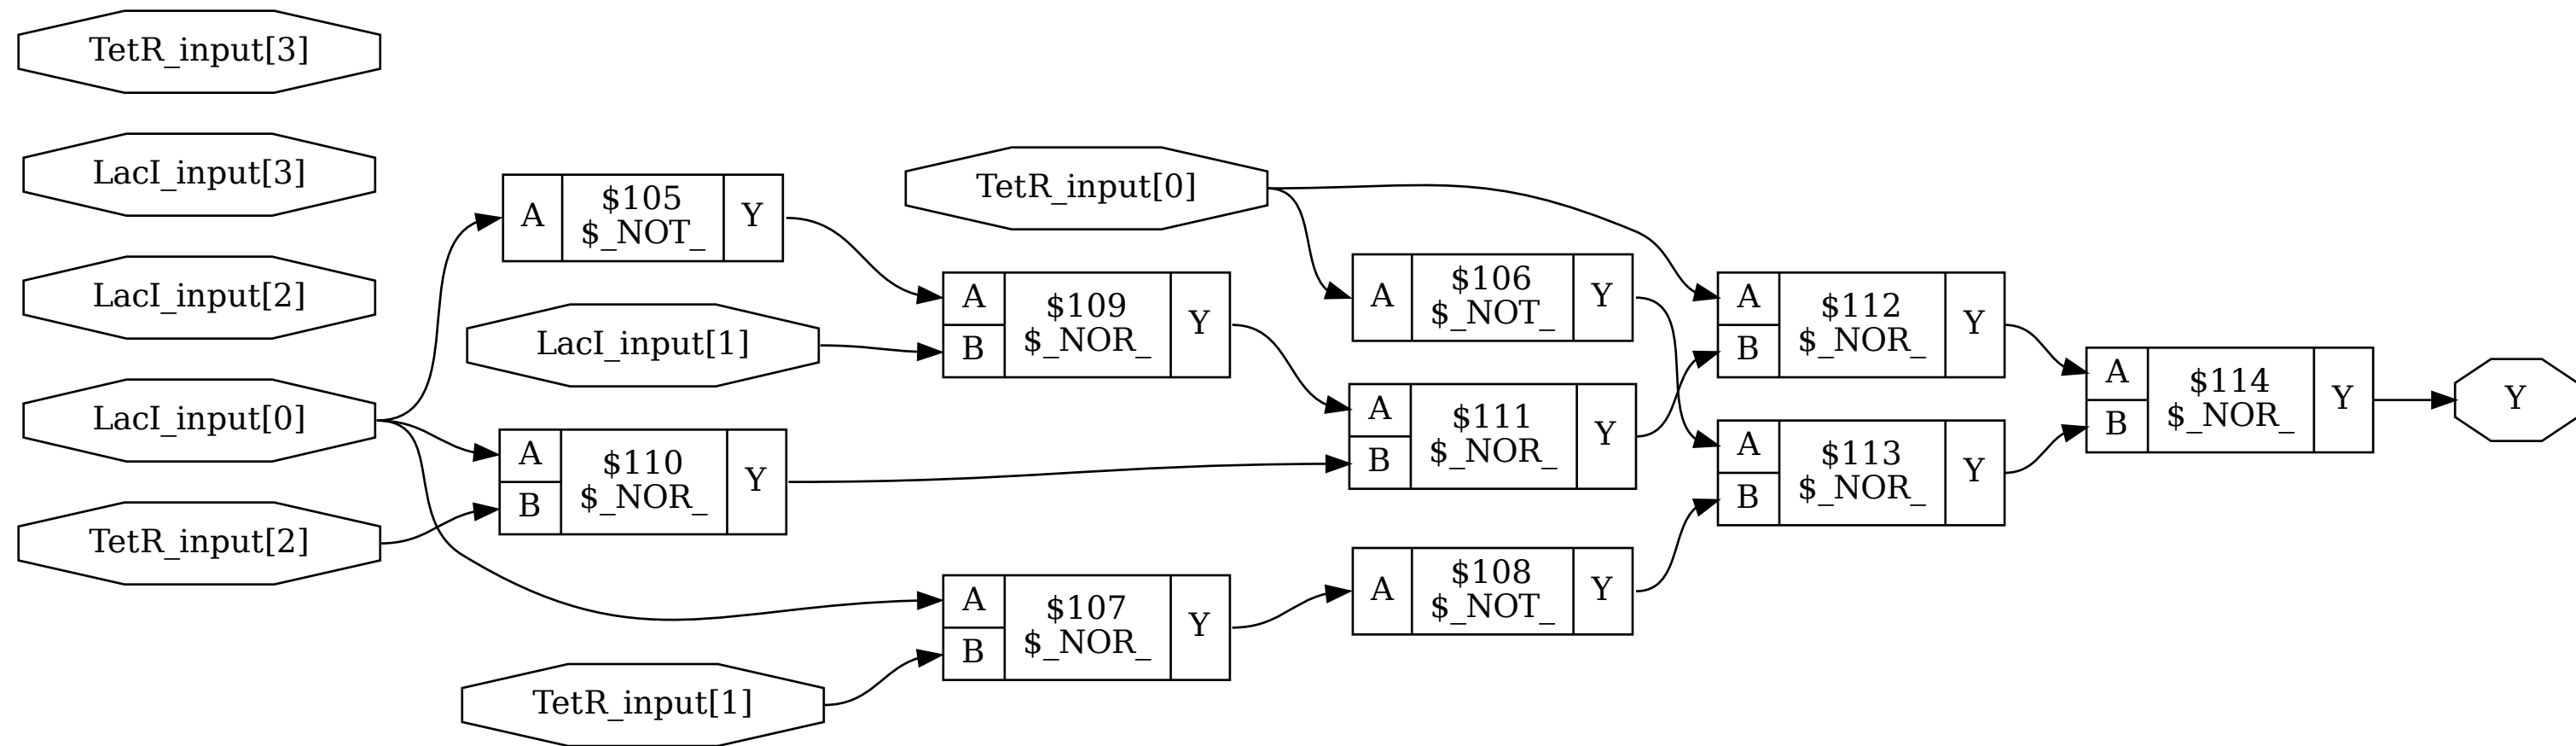 TetR_input[3]
LacI_input[3]
LacI_input[2]
LacI_input[0]
TetR_input[2]
A
$105
$_NOT_
Y
LacI_input[1]
A
B
$110
$_NOR_
Y
TetR_input[1]
TetR_input[0]
A
B
$109
$_NOR_
Y
A
B
$107
$_NOR_
Y
A
$106
$_NOT_
Y
A
B
$111
$_NOR_
Y
A
$108
$_NOT_
Y
A
B
$112
$_NOR_
Y
A
B
$113
$_NOR_
Y
A
B
$114
$_NOR_
Y
Y